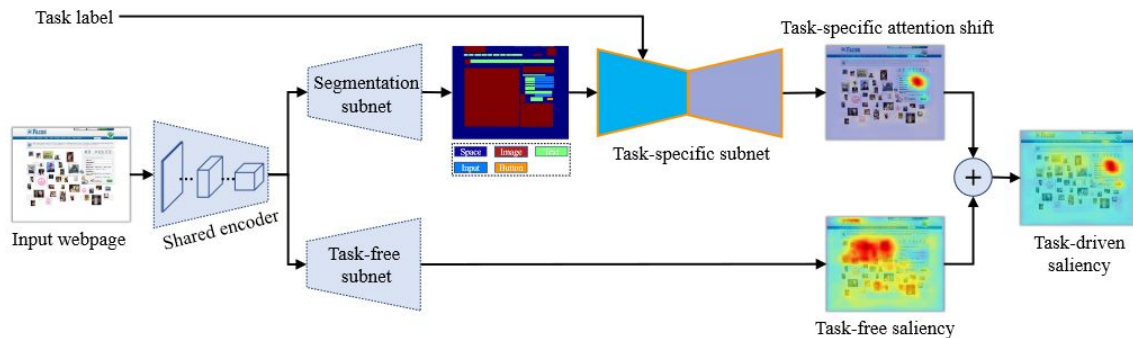 Task label
Task-specific attention shift
Segmentation
subnet
Space
Image
Text
Input
Button
Task-specific subnet
Input webpage
Shared encoder
Task-free
subnet
Task-free saliency
Task-driven
saliency